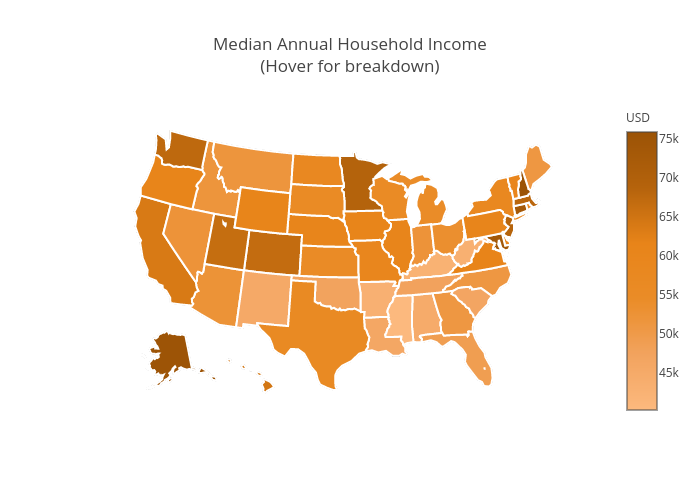 Median Annual Household Income
(Hover for breakdown)
USD
75k
70k
65k
60k
55k
50k
45k